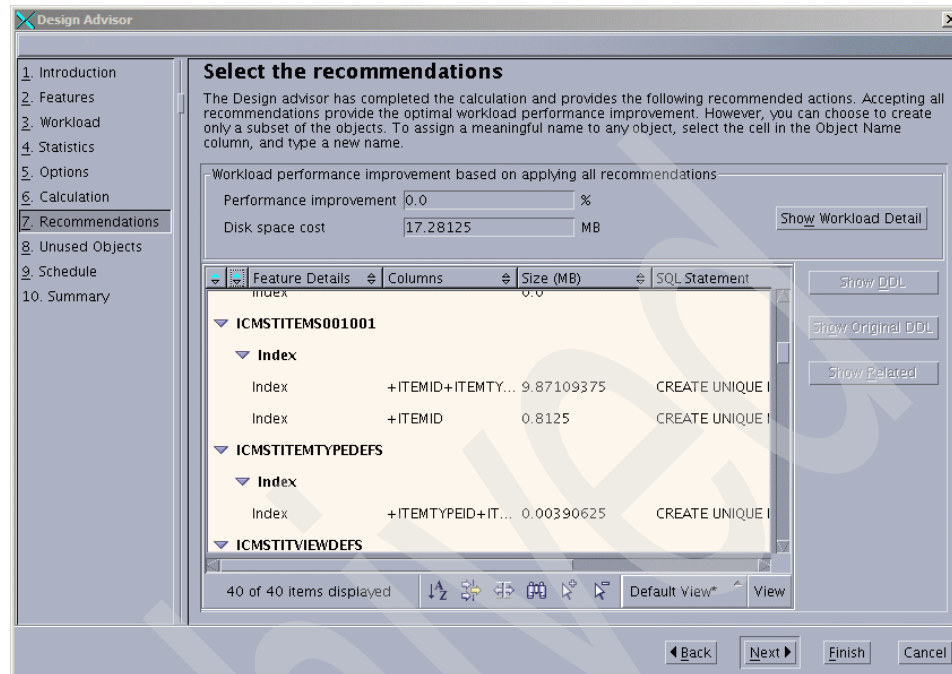 Design Advisor
1. Introduction
2. Features
3. Workload
4. Statistics
5. Options
6. Calculation
7. Recommendations
8. Unused Objects
9. Schedule
10. Summary
Select the recommendations
The Design advisor has completed the calculation and provides the following recommended actions. Accepting all
recommendations provide the optimal workload performance improvement. However, you can choose to create
only a subset of the objects. To assign a meaningful name to any object, select the cell in the Object Name
column, and type a new name.
Workload performance improvement based on applying all recommendations
Performance improvement 0.0 %
Disk space cost 17.28125 MB
Show Workload Detail
Feature Details Columns Size (MB) SQL Statement
Index 0.0
ICMSTITEMS001001
Index
Index +ITEMID+ITEMTY... 9.87109375 CREATE UNIQUE I
Index +ITEMID 0.8125 CREATE UNIQUE I
ICMSTITEMTYPEDEFS
Index
Index +ITEMTYPEID+IT... 0.00390625 CREATE UNIQUE I
ICMSTITVIEWDEFS
Show DDL
Show Original DDL
Show Related
40 of 40 items displayed Default View* View
Back Next Finish Cancel